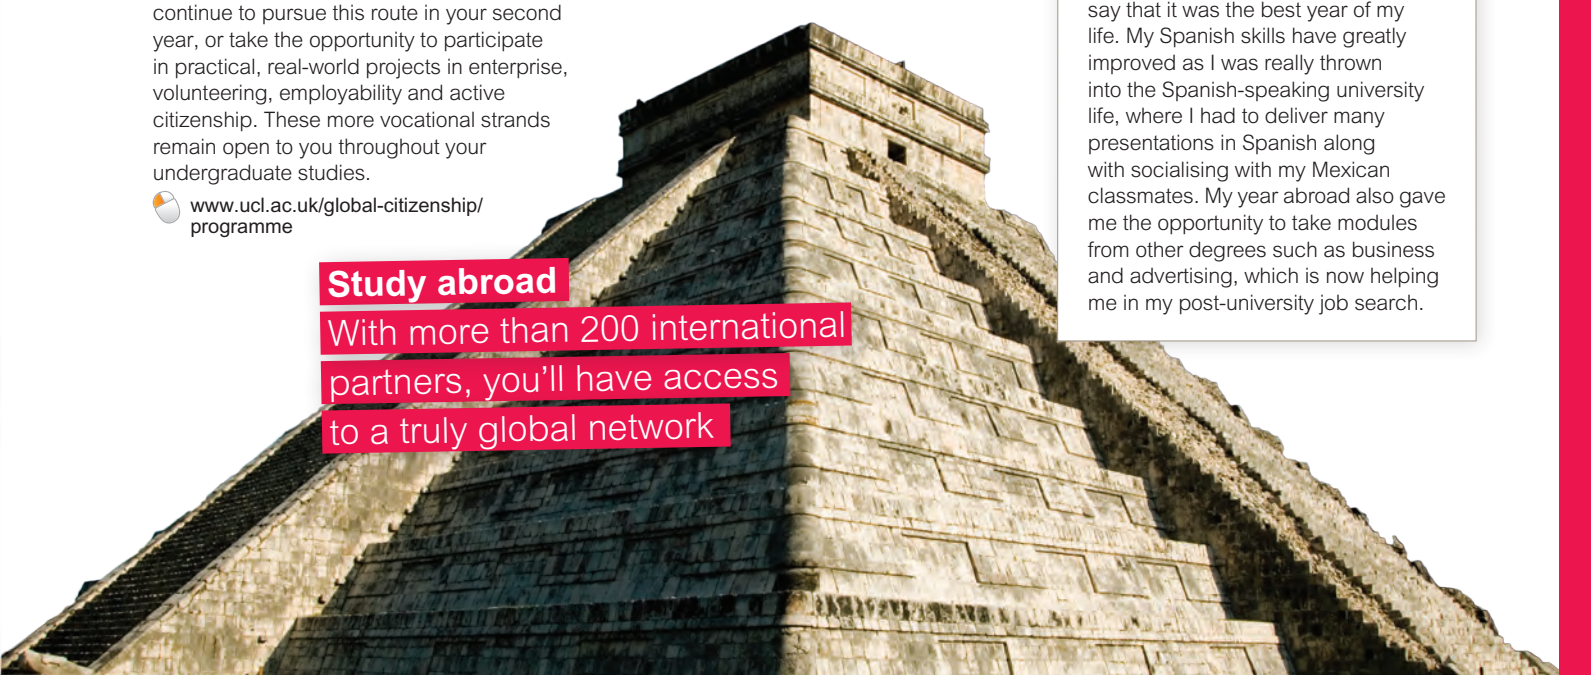 continue to pursue this route in your second
year, or take the opportunity to participate
in practical, real-world projects in enterprise,
volunteering, employability and active
citizenship. These more vocational strands
remain open to you throughout your
undergraduate studies.
www.ucl.ac.uk/global-citizenship/
programme
Study abroad
With more than 200 international
partners, you'll have access
to a truly global network
say that it was the best year of my
life. My Spanish skills have greatly
improved as I was really thrown
into the Spanish-speaking university
life, where I had to deliver many
presentations in Spanish along
with socialising with my Mexican
classmates. My year abroad also gave
me the opportunity to take modules
from other degrees such as business
and advertising, which is now helping
me in my post-university job search.